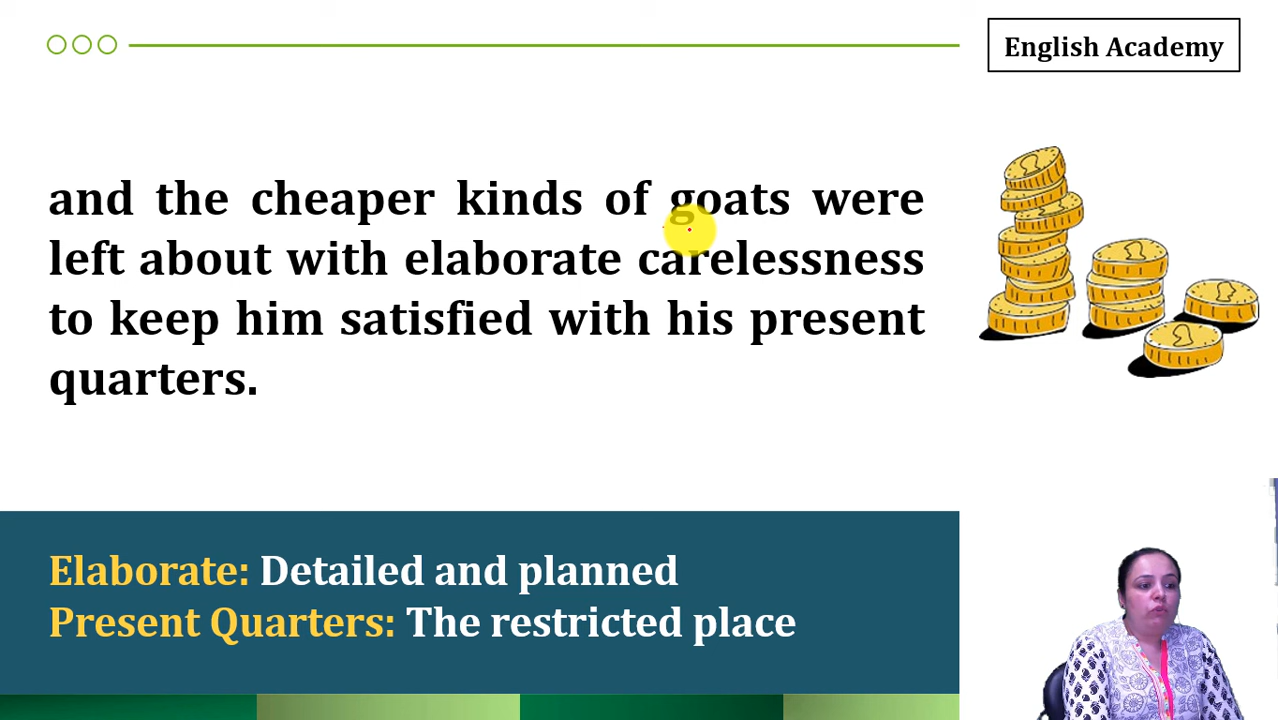 English Academy
and the cheaper kinds of goats were
left about with elaborate carelessness
to keep him satisfied with his present
quarters.
Elaborate: Detailed and planned
Present Quarters: The restricted place